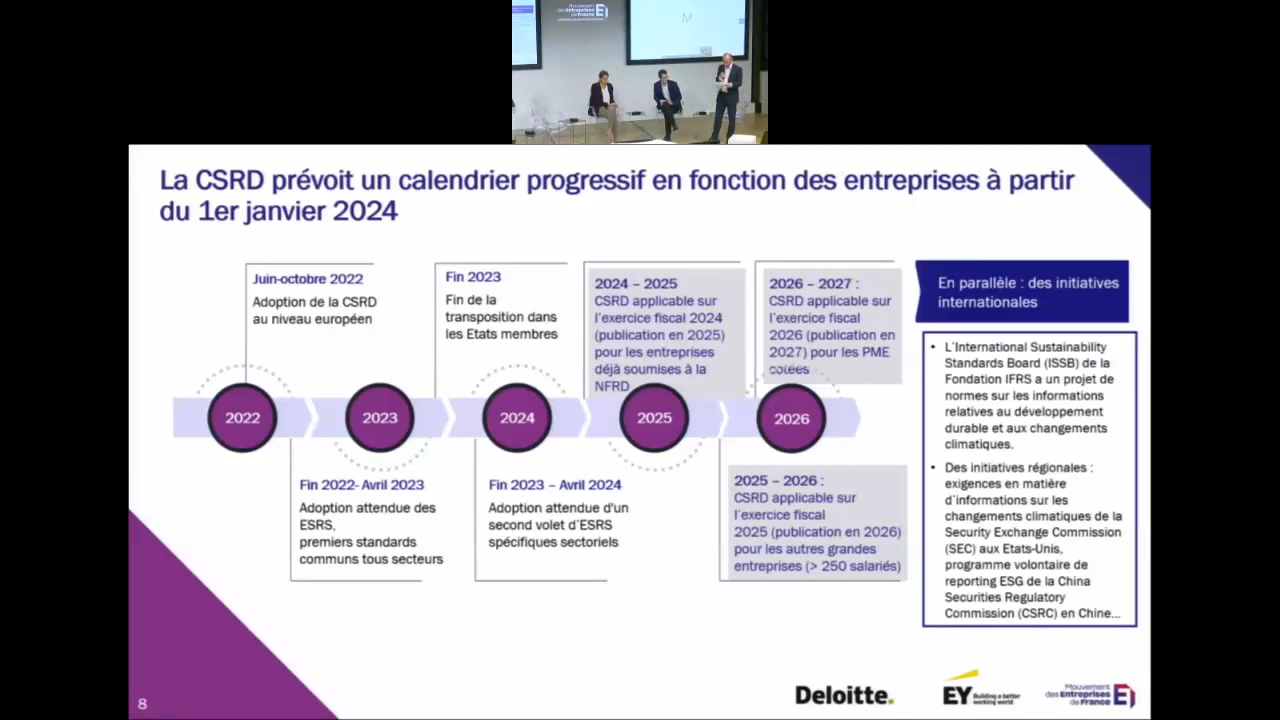 Mouvement
des Entreprises
de France
M
La CSRD prévoit un calendrier progressif en fonction des entreprises à partir
du 1er janvier 2024
Juin-octobre 2022
Adoption de la CSRD
au niveau européen
Fin 2023
Fin de la
transposition dans
les Etats membres
2024 – 2025
CSRD applicable sur
l'exercice fiscal 2024
(publication en 2025)
pour les entreprises
déjà soumises à la
NFRD
2026 – 2027 :
CSRD applicable sur
l'exercice fiscal
2026 (publication en
2027) pour les PME
cotées
2022
2023
2024
2025
2026
Fin 2022- Avril 2023
Adoption attendue des
ESRS,
premiers standards
communs tous secteurs
Fin 2023 – Avril 2024
Adoption attendue d'un
second volet d'ESRS
spécifiques sectoriels
2025 – 2026 :
CSRD applicable sur
l'exercice fiscal
2025 (publication en 2026)
pour les autres grandes
entreprises (> 250 salariés)
En parallèle : des initiatives
internationales
• L'International Sustainability
Standards Board (ISSB) de la
Fondation IFRS a un projet de
normes sur les informations
relatives au développement
durable et aux changements
climatiques.
• Des initiatives régionales :
exigences en matière
d'informations sur les
changements climatiques de la
Security Exchange Commission
(SEC) aux Etats-Unis,
programme volontaire de
reporting ESG de la China
Securities Regulatory
Commission (CSRC) en Chine...
8
Deloitte.
EY
Building a better
working world
Mouvement
des Entreprises
de France